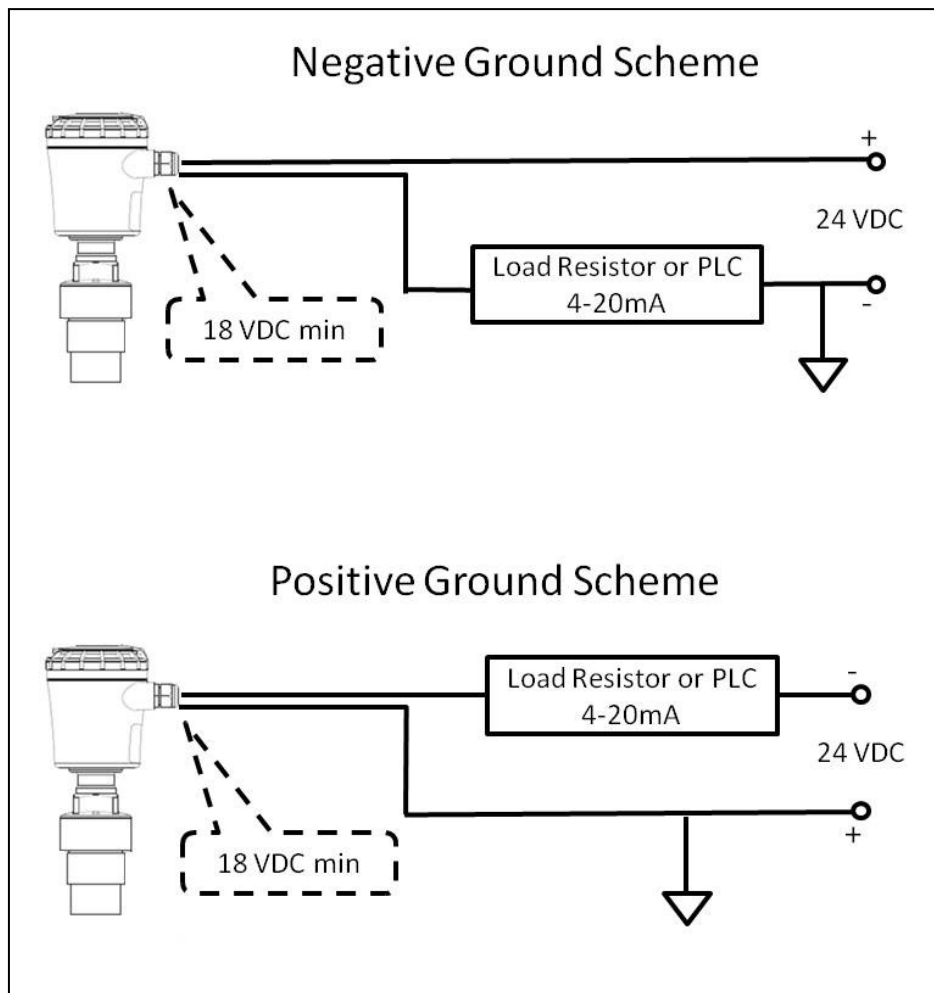 Negative Ground Scheme
+
24 VDC
Load Resistor or PLC
4-20mA
-
18 VDC min
Positive Ground Scheme
Load Resistor or PLC
4-20mA
-
24 VDC
+
18 VDC min